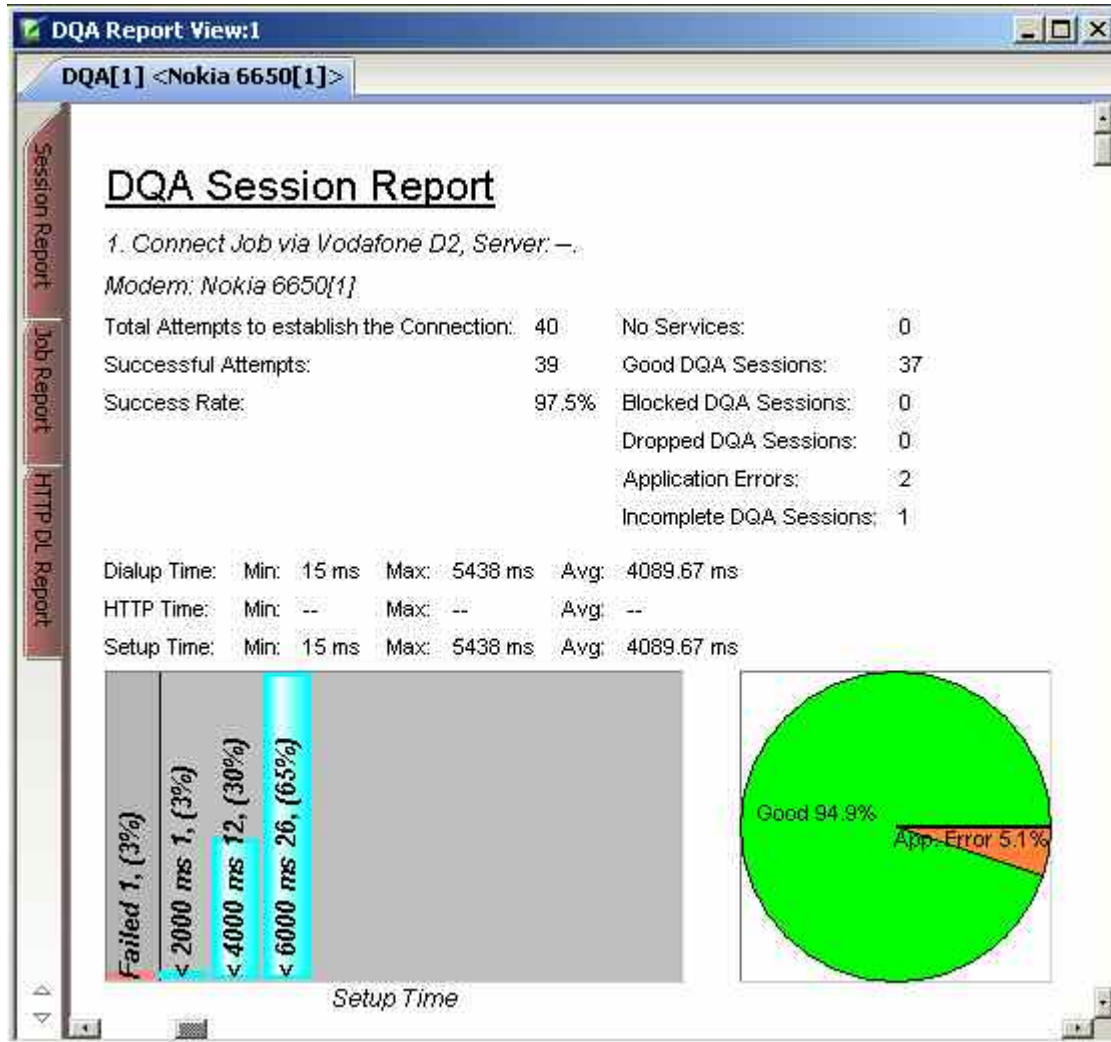 DQA Report View:1
DQA[1] <Nokia 6650[1]>
Session Report
Job Report
HTTP DL Report
DQA Session Report
1. Connect Job via Vodafone D2, Server: --.
Modem: Nokia 6650[1]
Total Attempts to establish the Connection: 40 No Services: 0
Successful Attempts: 39 Good DQA Sessions: 37
Success Rate: 97.5% Blocked DQA Sessions: 0
Dropped DQA Sessions: 0
Application Errors: 2
Incomplete DQA Sessions: 1
Dialup Time: Min: 15 ms Max: 5438 ms Avg: 4089.67 ms
HTTP Time: Min: -- Max: -- Avg: --
Setup Time: Min: 15 ms Max: 5438 ms Avg: 4089.67 ms
Failed 1, (3%)
< 2000 ms 1, (3%)
< 4000 ms 12, (30%)
< 6000 ms 26, (65%)
Good 94.9%
App. Error 5.1%
Setup Time